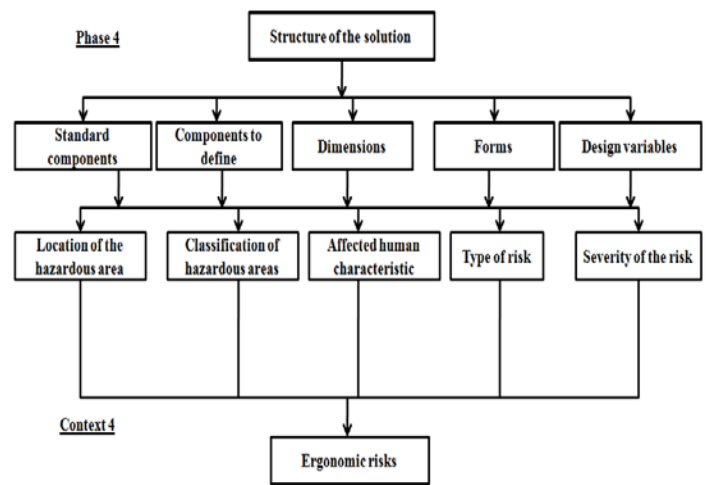 Phase 4
Structure of the solution
Standard
components
Components to
define
Dimensions
Forms
Design variables
Location of the
hazardous area
Classification of
hazardous areas
Affected human
characteristic
Type of risk
Severity of the risk
Context 4
Ergonomic risks